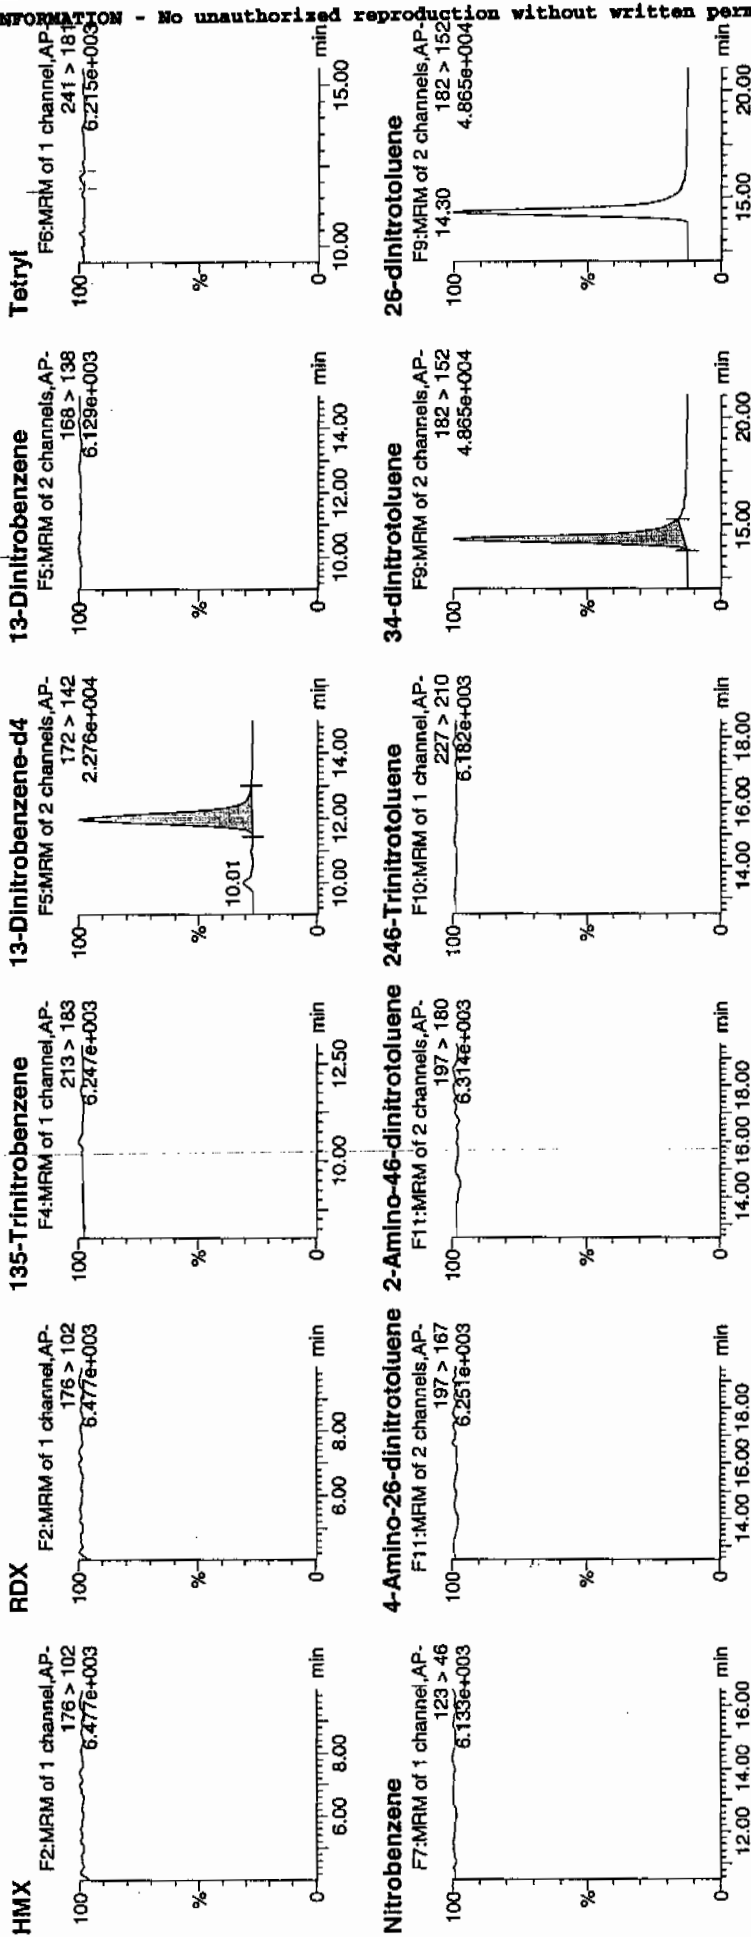 NFORMATION - No unauthorized reproduction without written perm
HMX
F2:MRM of 1 channel,AP-
176 > 102
6.477e+003
100
%
0
6.00 8.00 min
RDX
F2:MRM of 1 channel,AP-
176 > 102
6.477e+003
100
%
0
6.00 8.00 min
135-Trinitrobenzene
F4:MRM of 1 channel,AP-
213 > 183
6.247e+003
100
%
0
10.00 12.50 min
13-Dinitrobenzene-d4
F5:MRM of 2 channels,AP-
172 > 142
2.276e+004
100
10.01
%
0
10.00 12.00 14.00 min
13-Dinitrobenzene
F5:MRM of 2 channels,AP-
168 > 138
6.129e+003
100
%
0
10.00 12.00 14.00 min
Tetryl
F6:MRM of 1 channel,AP-
241 > 181
6.215e+003
100
%
0
10.00 15.00 min
Nitrobenzene
F7:MRM of 1 channel,AP-
123 > 46
6.133e+003
100
%
0
12.00 14.00 16.00 min
4-Amino-26-dinitrotoluene
F11:MRM of 2 channels,AP-
197 > 167
6.251e+003
100
%
0
14.00 16.00 18.00 min
2-Amino-46-dinitrotoluene
F11:MRM of 2 channels,AP-
197 > 180
6.314e+003
100
%
0
14.00 16.00 18.00 min
246-Trinitrotoluene
F10:MRM of 1 channel,AP-
227 > 210
6.182e+003
100
%
0
14.00 16.00 18.00 min
34-dinitrotoluene
F9:MRM of 2 channels,AP-
182 > 152
4.865e+004
100
%
0
15.00 20.00 min
26-dinitrotoluene
F9:MRM of 2 channels,AP-
182 > 152
14.30
4.865e+004
100
%
0
15.00 20.00 min